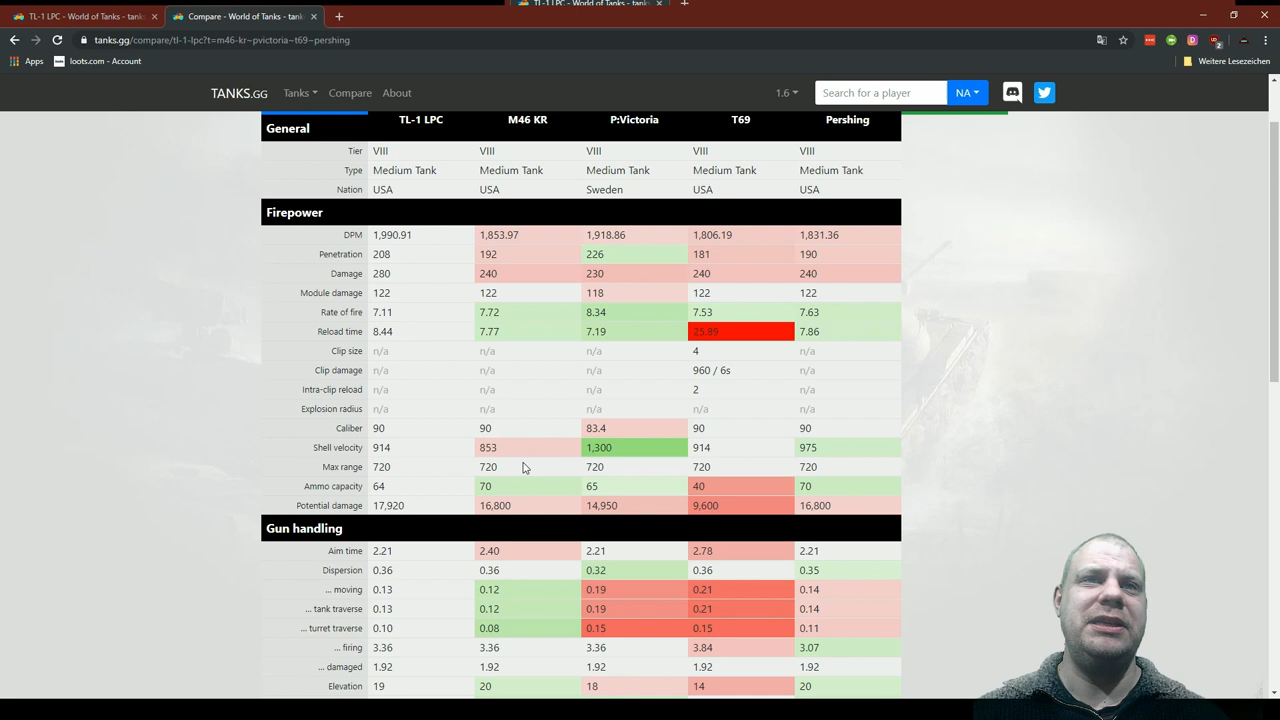 TL-1 LPC - World of Tanks - tanks
TL-1 LPC - World of Tanks - tanks. Compare - World of Tanks - tank
tanks.gg/compare/tl-1-lpc?t=m46-kr~pvictoria~t69~pershing
Apps loots.com - Account Weitere Lesezeichen
TANKS.GG Tanks Compare About 1.6 Search for a player NA
TL-1 LPC M46 KR P:Victoria T69 Pershing
General
Tier VIII VIII VIII VIII VIII
Type Medium Tank Medium Tank Medium Tank Medium Tank Medium Tank
Nation USA USA Sweden USA USA
Firepower
DPM 1,990.91 1,853.97 1,918.86 1,806.19 1,831.36
Penetration 208 192 226 181 190
Damage 280 240 230 240 240
Module damage 122 122 118 122 122
Rate of fire 7.11 7.72 8.34 7.53 7.63
Reload time 8.44 7.77 7.19 25.89 7.86
Clip size n/a n/a n/a 4 n/a
Clip damage n/a n/a n/a 960 / 6s n/a
Intra-clip reload n/a n/a n/a 2 n/a
Explosion radius n/a n/a n/a n/a n/a
Caliber 90 90 83.4 90 90
Shell velocity 914 853 1,300 914 975
Max range 720 720 720 720 720
Ammo capacity 64 70 65 40 70
Potential damage 17,920 16,800 14,950 9,600 16,800
Gun handling
Aim time 2.21 2.40 2.21 2.78 2.21
Dispersion 0.36 0.36 0.32 0.36 0.35
... moving 0.13 0.12 0.19 0.21 0.14
... tank traverse 0.13 0.12 0.19 0.21 0.14
... turret traverse 0.10 0.08 0.15 0.15 0.11
... firing 3.36 3.36 3.36 3.84 3.07
... damaged 1.92 1.92 1.92 1.92 1.92
Elevation 19 20 18 14 20